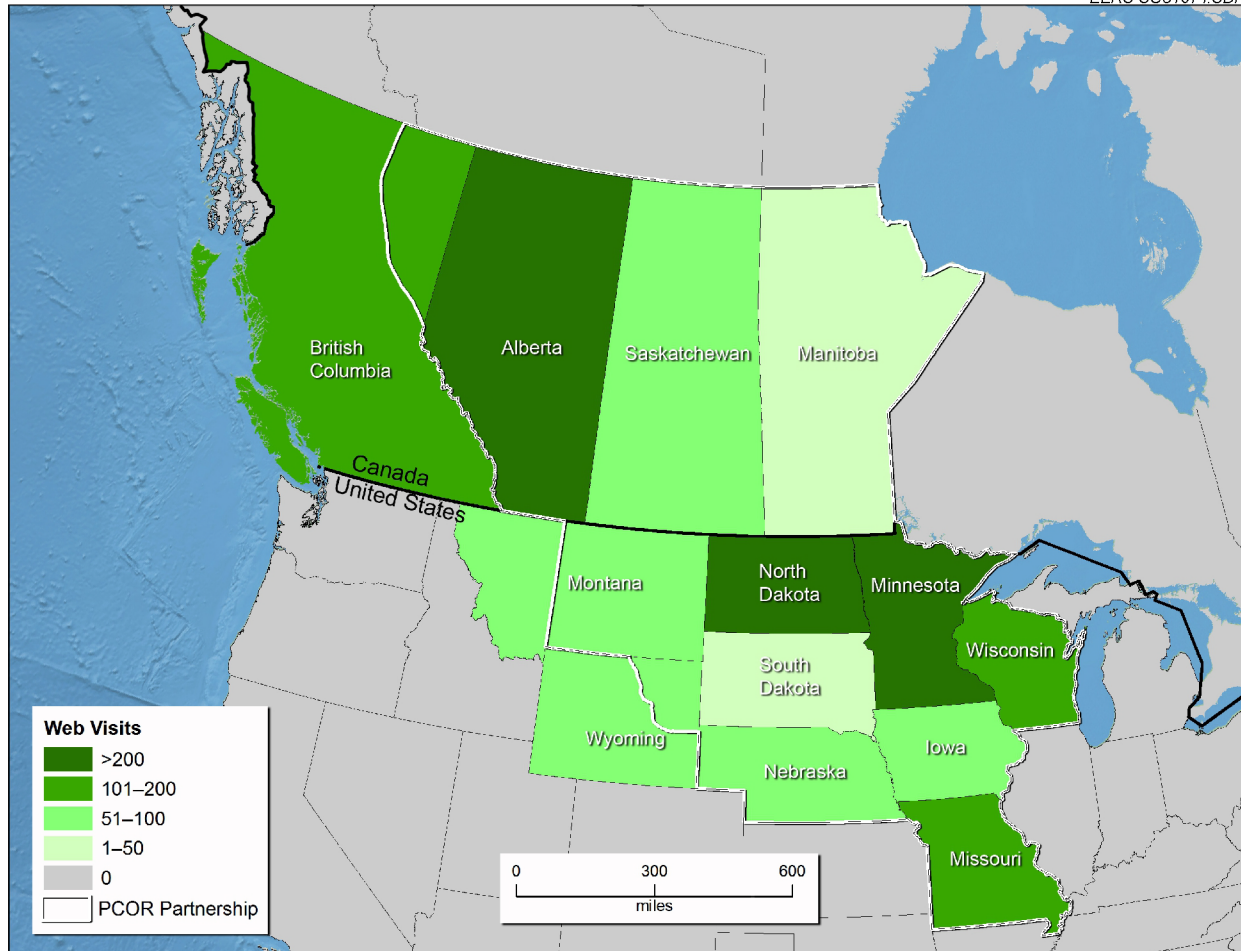 British
Columbia
Alberta
Saskatchewan
Manitoba
Canada
United States
Montana
North
Dakota
Minnesota
South
Dakota
Wisconsin
Wyoming
Nebraska
Iowa
Missouri
Web Visits
>200
101–200
51–100
1–50
0
PCOR Partnership
0 300 600
miles